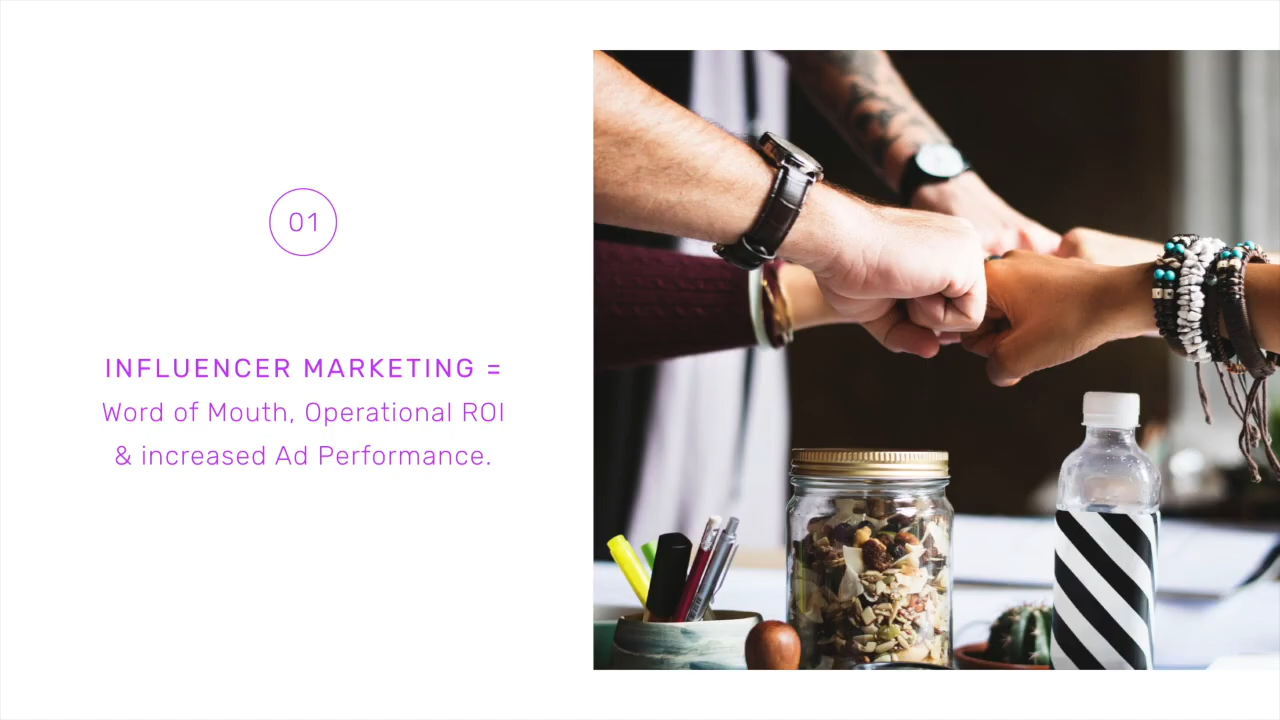 01
INFLUENCER MARKETING =
Word of Mouth, Operational ROI
& increased Ad Performance.